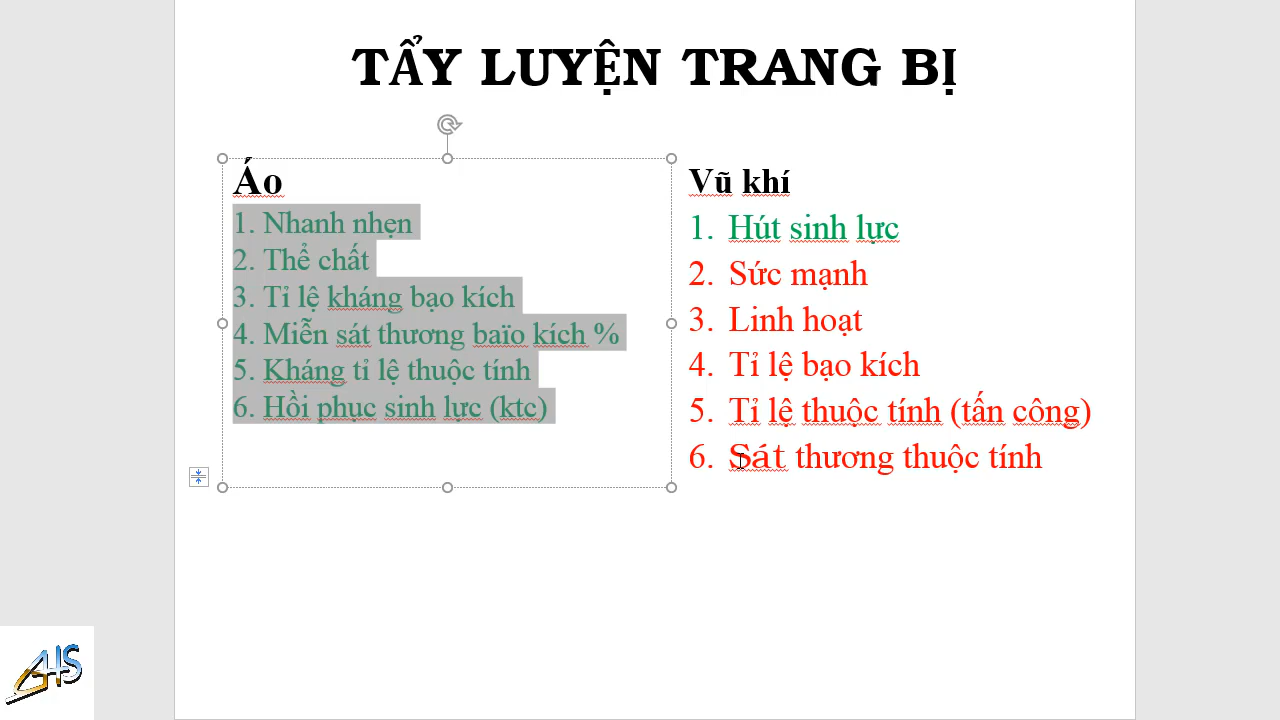 TẨY LUYỆN TRANG BỊ
Áo
1. Nhanh nhẹn
2. Thể chất
3. Tỉ lệ kháng bạo kích
4. Miễn sát thương baïo kích %
5. Kháng tỉ lệ thuộc tính
6. Hồi phục sinh lực (ktc)
Vũ khí
1. Hút sinh lực
2. Sức mạnh
3. Linh hoạt
4. Tỉ lệ bạo kích
5. Tỉ lệ thuộc tính (tấn công)
6. Sát thương thuộc tính